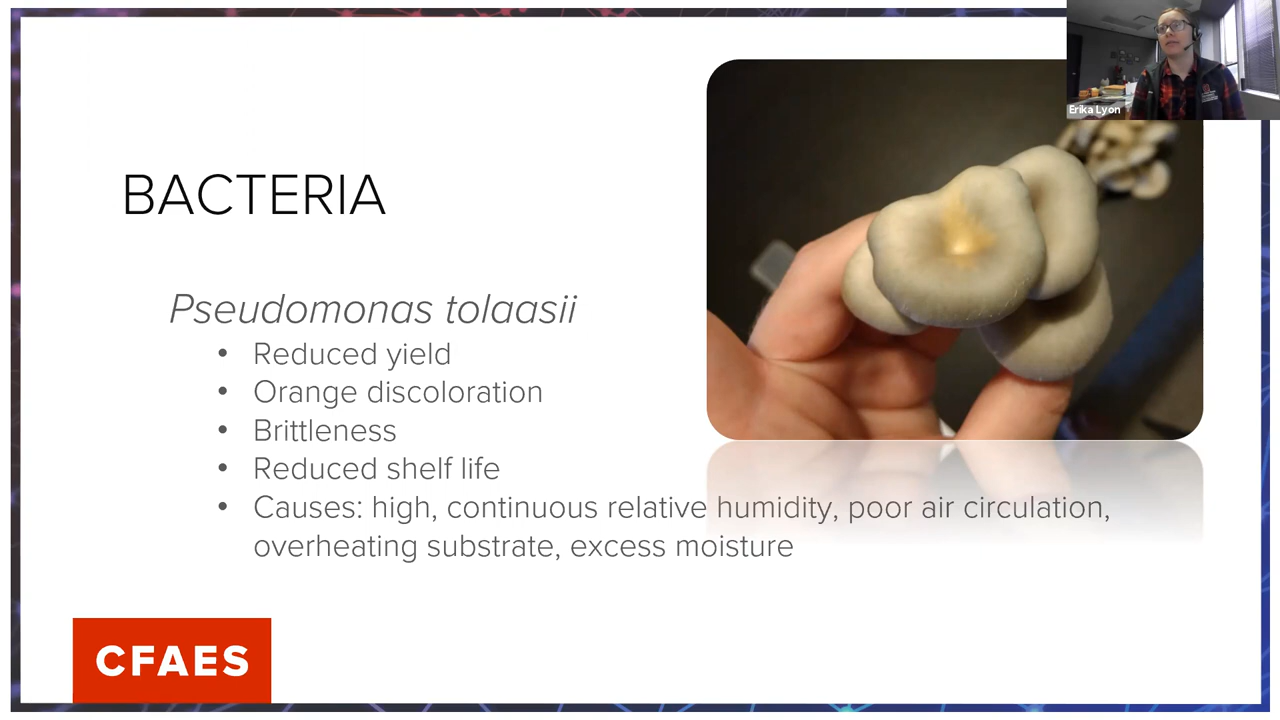 Erika Lyon
BACTERIA
Pseudomonas tolaasii
• Reduced yield
• Orange discoloration
• Brittleness
• Reduced shelf life
• Causes: high, continuous relative humidity, poor air circulation,
overheating substrate, excess moisture
CFAES